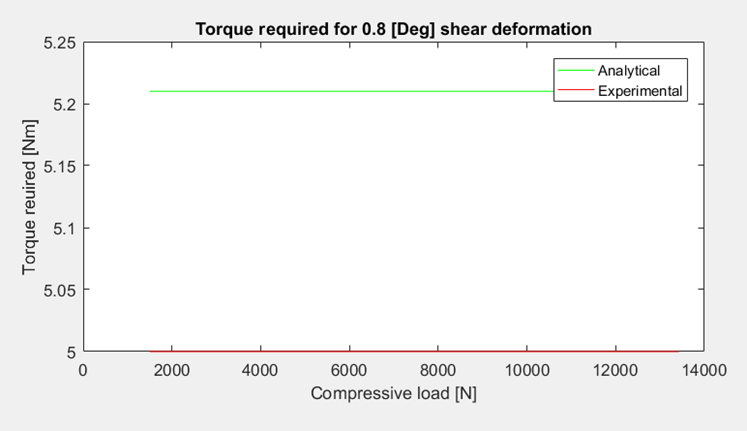 Torque required for 0.8 [Deg] shear deformation
5.25
5.2
5.15
5.1
5.05
5
Torque reuired [Nm]
Analytical
Experimental
0 2000 4000 6000 8000 10000 12000 14000
Compressive load [N]